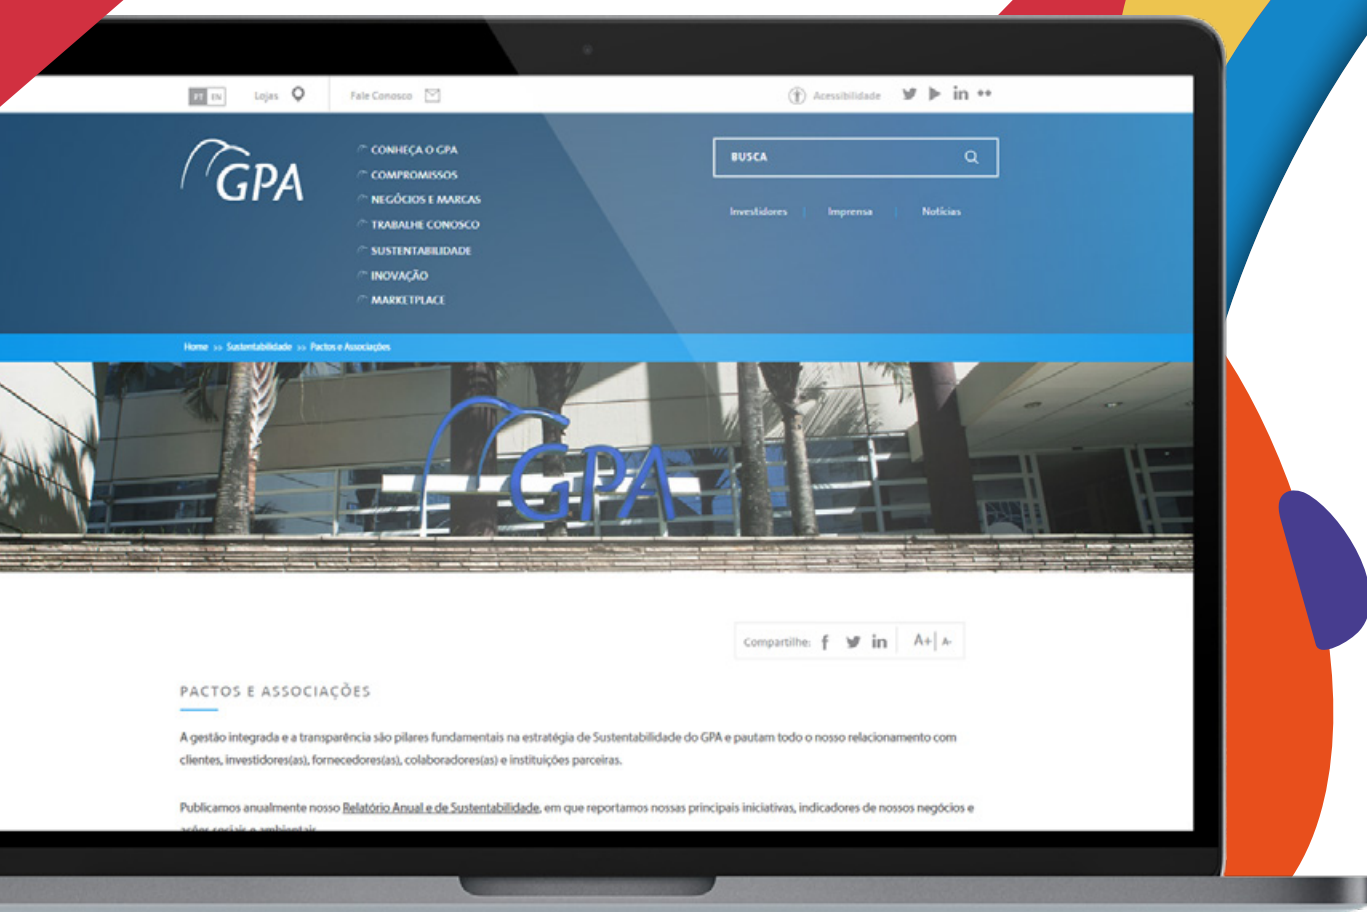 PT EN Lojas Fale Conosco Acessibilidade
GPA
CONHEÇA O GPA
COMPROMISSOS
NEGÓCIOS E MARCAS
TRABALHE CONOSCO
SUSTENTABILIDADE
INOVAÇÃO
MARKETPLACE
BUSCA
Investidores | Imprensa | Notícias
Home >> Sustentabilidade >> Pactos e Associações
GPA
Compartilhe: f in A+ | A-
PACTOS E ASSOCIAÇÕES
A gestão integrada e a transparência são pilares fundamentais na estratégia de Sustentabilidade do GPA e pautam todo o nosso relacionamento com
clientes, investidores(as), fornecedores(as), colaboradores(as) e instituições parceiras.
Publicamos anualmente nosso Relatório Anual e de Sustentabilidade, em que reportamos nossas principais iniciativas, indicadores de nossos negócios e
ações sociais e ambientais